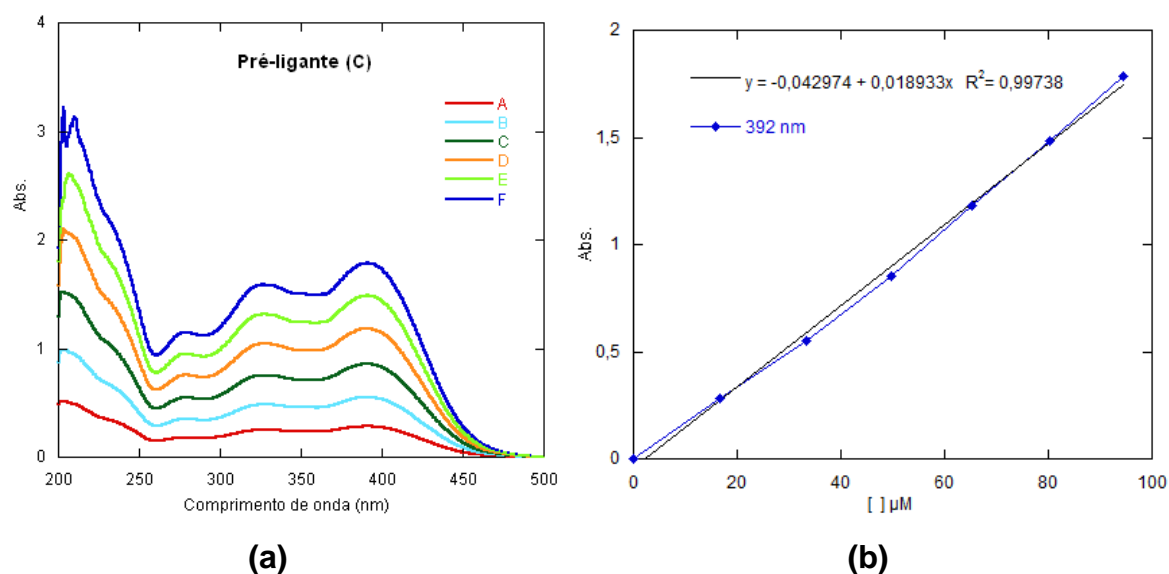 Pré-ligante (C)
A
B
C
D
E
F
Abs.
4
3
2
1
0
200 250 300 350 400 450 500
Comprimento de onda (nm)
(a)
y = -0,042974 + 0,018933x R²= 0,99738
392 nm
Abs.
2
1,5
1
0,5
0
0 20 40 60 80 100
[ ] µM
(b)